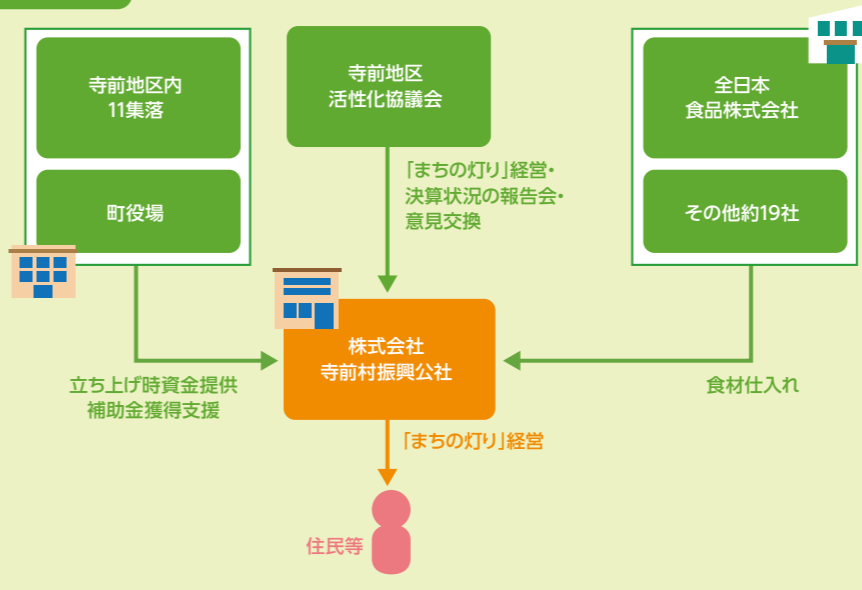 寺前地区内
11集落
町役場
寺前地区
活性化協議会
全日本
食品株式会社
その他約19社
「まちの灯り」経営・
決算状況の報告会・
意見交換
株式会社
寺前村振興公社
立ち上げ時資金提供
補助金獲得支援
食材仕入れ
「まちの灯り」経営
住民等